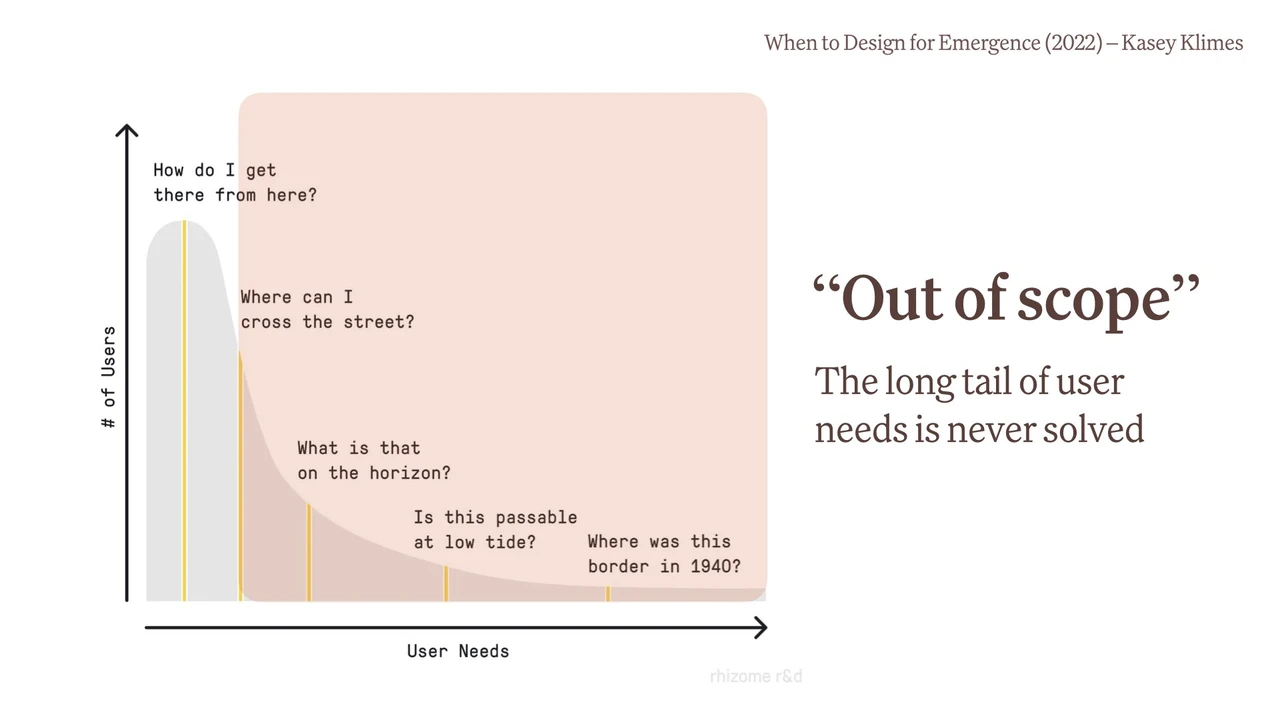 When to Design for Emergence (2022) – Kasey Klimes
How do I get
there from here?
Where can I
cross the street?
What is that
on the horizon?
Is this passable
at low tide?
Where was this
border in 1940?
# of Users
User Needs
“Out of scope”
The long tail of user
needs is never solved
rhizome r&d